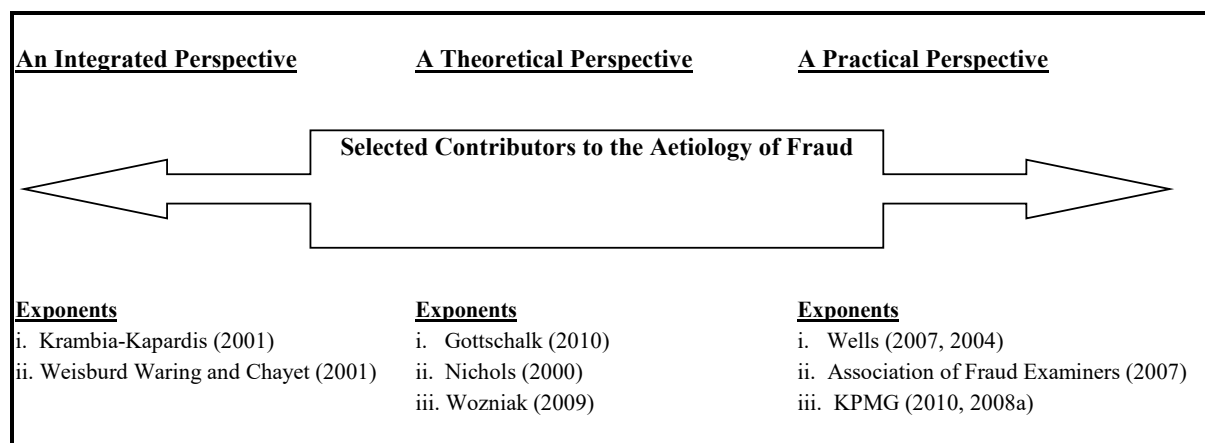 An Integrated Perspective
A Theoretical Perspective
A Practical Perspective
Selected Contributors to the Aetiology of Fraud
Exponents
i. Krambia-Kapardis (2001)
ii. Weisburd Waring and Chayet (2001)
Exponents
i. Gottschalk (2010)
ii. Nichols (2000)
iii. Wozniak (2009)
Exponents
i. Wells (2007, 2004)
ii. Association of Fraud Examiners (2007)
iii. KPMG (2010, 2008a)